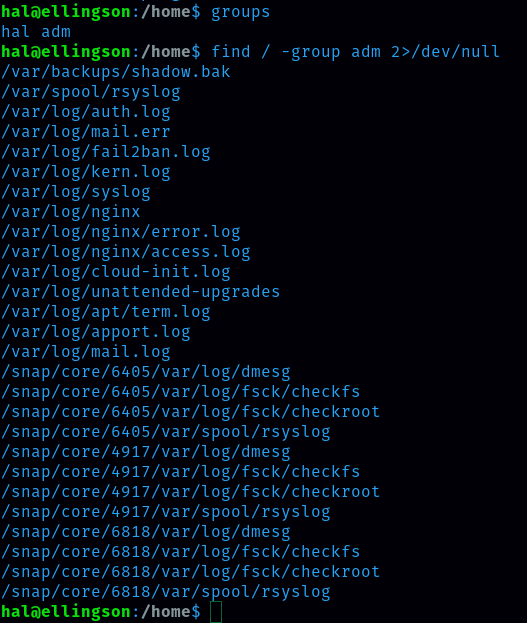 hal@ellingson:/home$ groups
hal adm
hal@ellingson:/home$ find / -group adm 2>/dev/null
/var/backups/shadow.bak
/var/spool/rsyslog
/var/log/auth.log
/var/log/mail.err
/var/log/fail2ban.log
/var/log/kern.log
/var/log/syslog
/var/log/nginx
/var/log/nginx/error.log
/var/log/nginx/access.log
/var/log/cloud-init.log
/var/log/unattended-upgrades
/var/log/apt/term.log
/var/log/apport.log
/var/log/mail.log
/snap/core/6405/var/log/dmesg
/snap/core/6405/var/log/fsck/checkfs
/snap/core/6405/var/log/fsck/checkroot
/snap/core/6405/var/spool/rsyslog
/snap/core/4917/var/log/dmesg
/snap/core/4917/var/log/fsck/checkfs
/snap/core/4917/var/log/fsck/checkroot
/snap/core/4917/var/spool/rsyslog
/snap/core/6818/var/log/dmesg
/snap/core/6818/var/log/fsck/checkfs
/snap/core/6818/var/log/fsck/checkroot
/snap/core/6818/var/spool/rsyslog
hal@ellingson:/home$